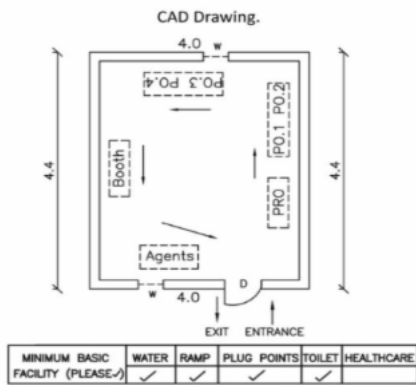 CAD Drawing.
4.0 W
PO.3 PO.4
4.4
iPO.1 PO.2
4.4
Booth
PRO
Agents
D
W
4.0
EXIT ENTRANCE
MINIMUM BASIC FACILITY (PLEASE✓) WATER RAMP PLUG POINTS TOILET HEALTHCARE
✓ ✓ ✓ ✓